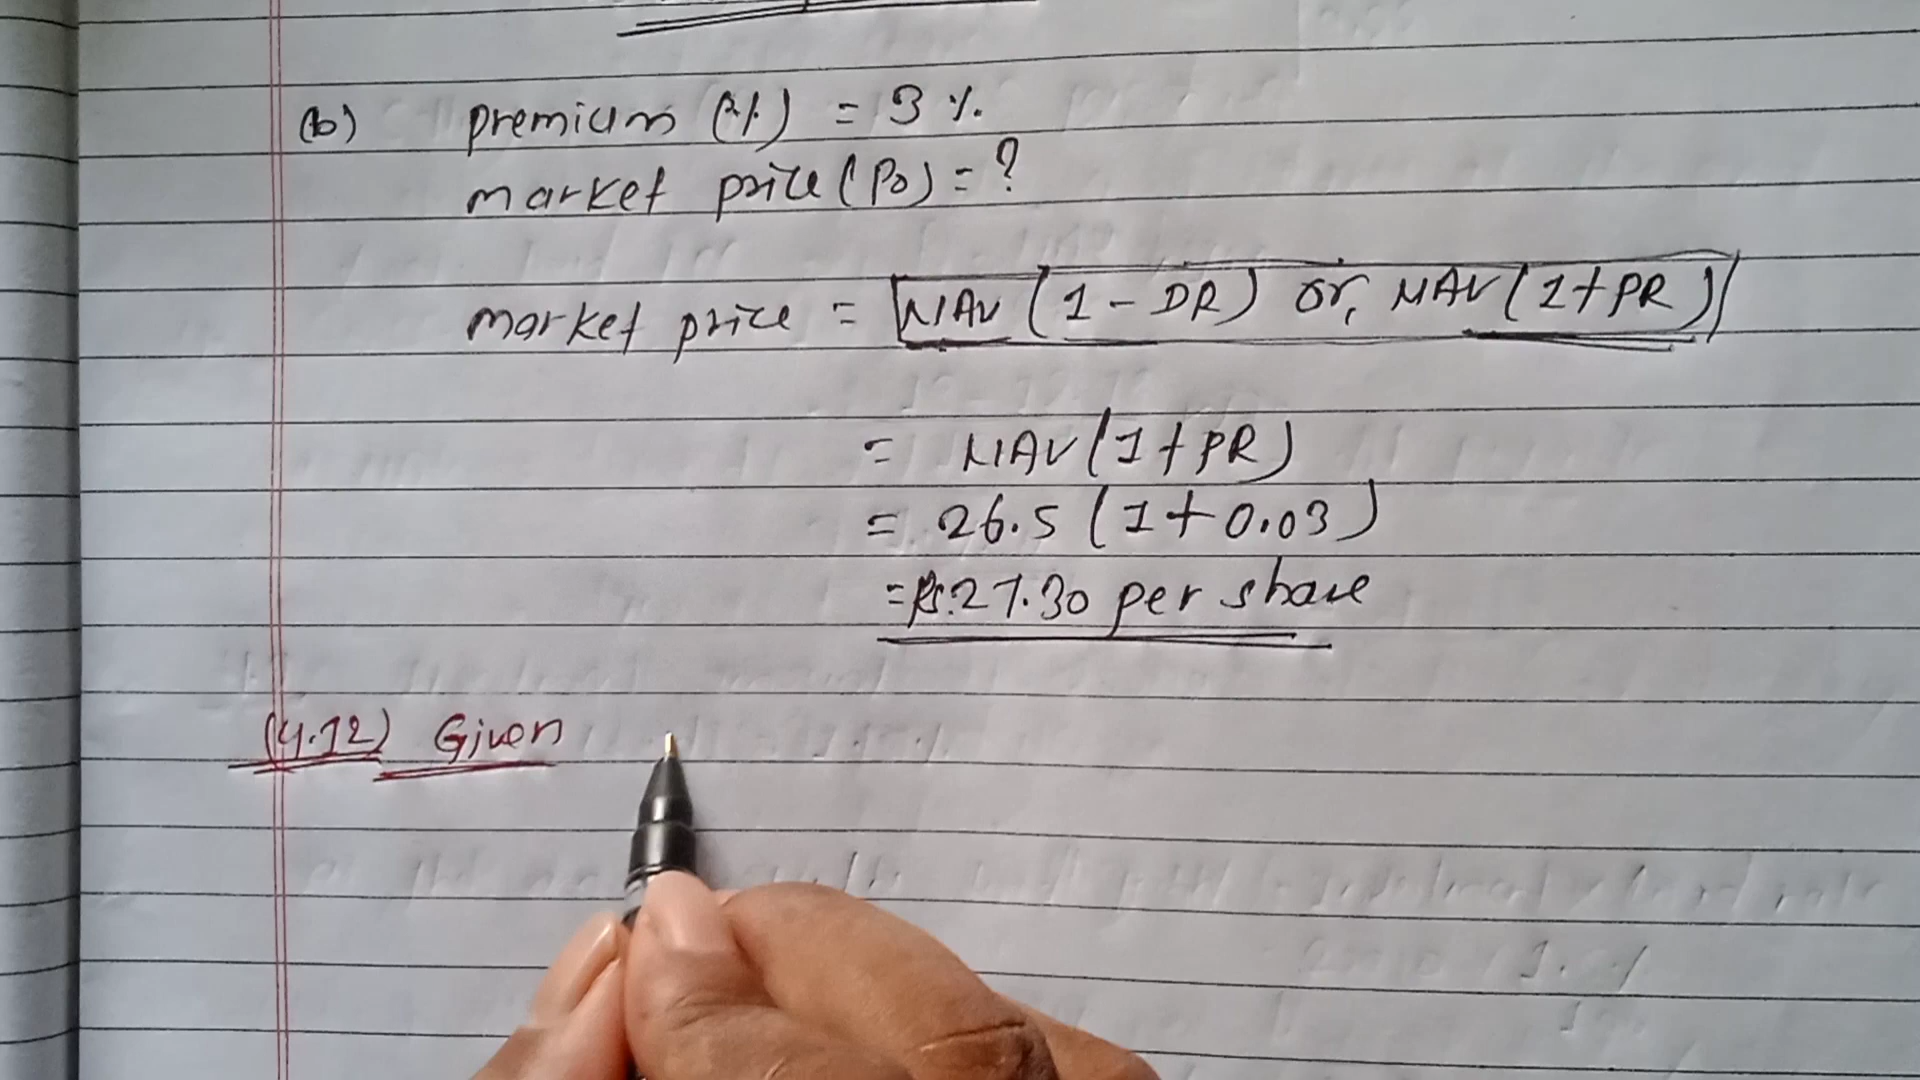 (b) premium (%) = 3 %.
market price (P0) = ?
market price = NAV (1 - DR) or, NAV (1 + PR)
= NAV (1 + PR)
= 26.5 (1 + 0.03)
= Rs. 27.30 per share
(4.12) Given